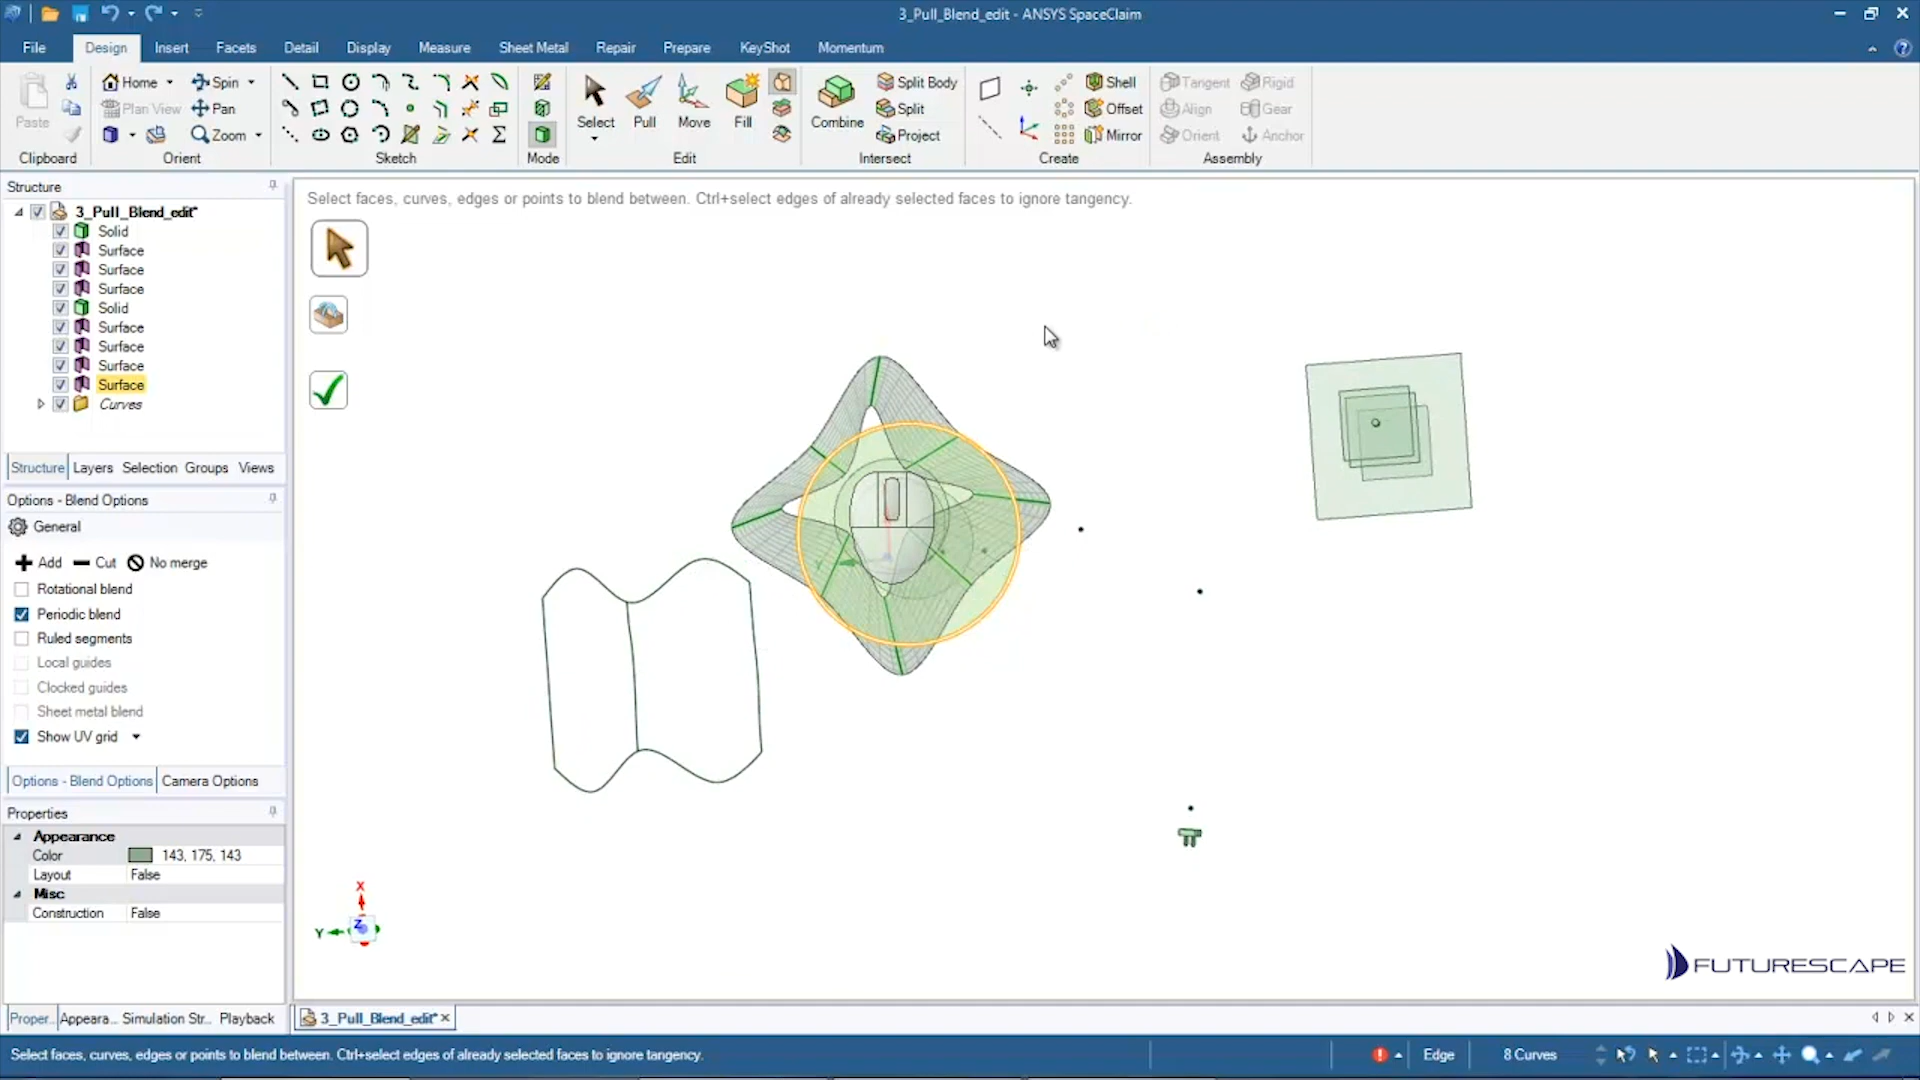 3_Pull_Blend_edit - ANSYS SpaceClaim
File Design Insert Facets Detail Display Measure Sheet Metal Repair Prepare KeyShot Momentum
Paste
Clipboard
Home Spin
Plan View Pan
Zoom
Orient
Sketch
Mode
Select Pull Move Fill
Edit
Combine
Split Body
Split
Project
Intersect
Shell
Offset
Mirror
Create
Tangent Rigid
Align Gear
Orient Anchor
Assembly
Structure
3_Pull_Blend_edit*
Solid
Surface
Surface
Surface
Solid
Surface
Surface
Surface
Surface
Curves
Structure Layers Selection Groups Views
Options - Blend Options
General
Add Cut No merge
Rotational blend
Periodic blend
Ruled segments
Local guides
Clocked guides
Sheet metal blend
Show UV grid
Options - Blend Options Camera Options
Properties
Appearance
Color 143, 175, 143
Layout False
Misc
Construction False
Proper... Appeara... Simulation Str... Playback
Select faces, curves, edges or points to blend between. Ctrl+select edges of already selected faces to ignore tangency.
X
Y
Z
FUTURESCAPE
3_Pull_Blend_edit*
Select faces, curves, edges or points to blend between. Ctrl+select edges of already selected faces to ignore tangency.
Edge 8 Curves